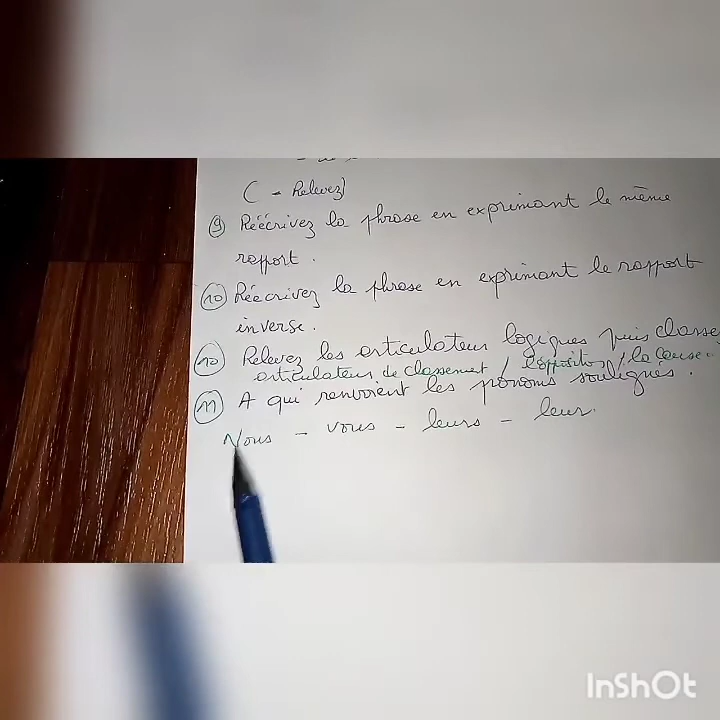 C - Relevez)
⑨ Réécrivez la phrase en exprimant le même
rapport.
⑩ Réécrivez la phrase en exprimant le rapport
inverse.
⑩ Relevez les articulateurs logiques puis classe
articulateurs de classement / l'opposition / la cause..
⑪ A qui renvoient les pronoms soulignés.
Nous - vous - leurs - leur.
InShOt